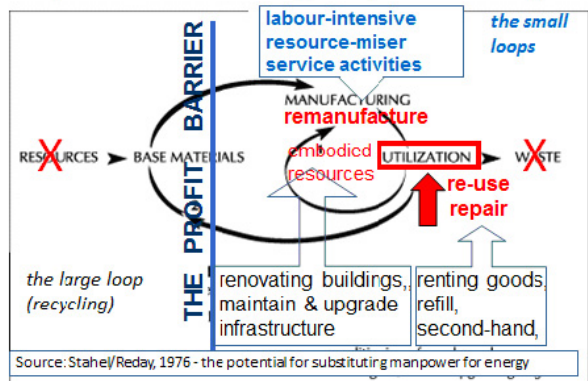 labour-intensive
resource-miser
service activities
the small
loops
THE PROFIT BARRIER
MANUFACTURING
remanufacture
RESOURCES
BASE MATERIALS
embodicd
resources
UTILIZATION
WASTE
re-use
repair
the large loop
(recycling)
renovating buildings,,
maintain & upgrade
infrastructure
renting goods,
refill,
second-hand,
Source: Stahel/Reday, 1976 - the potential for substituting manpower for energy